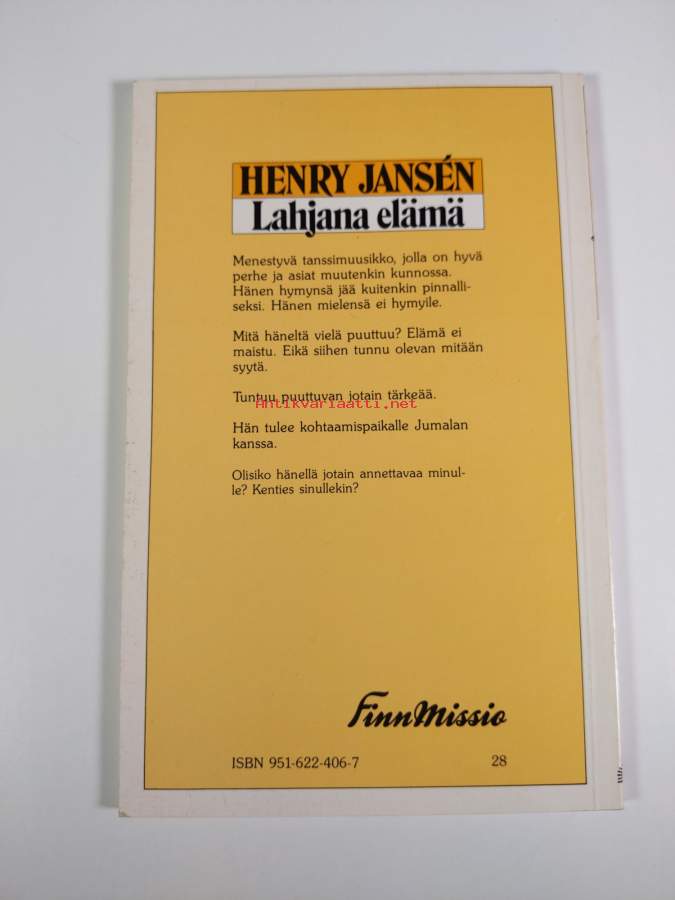 HENRY JANSÉN
Lahjana elämä
Menestyvä tanssimuusikko, jolla on hyvä
perhe ja asiat muutenkin kunnossa.
Hänen hymynsä jää kuitenkin pinnalli-
seksi. Hänen mielensä ei hymyile.
Mitä häneltä vielä puuttuu? Elämä ei
maistu. Eikä siihen tunnu olevan mitään
syytä.
Tuntuu puuttuvan jotain tärkeää.
Antikvariaatti.net
Hän tulee kohtaamispaikalle Jumalan
kanssa.
Olisiko hänellä jotain annettavaa minul-
le? Kenties sinullekin?
FinnMissio
ISBN 951-622-406-7 28